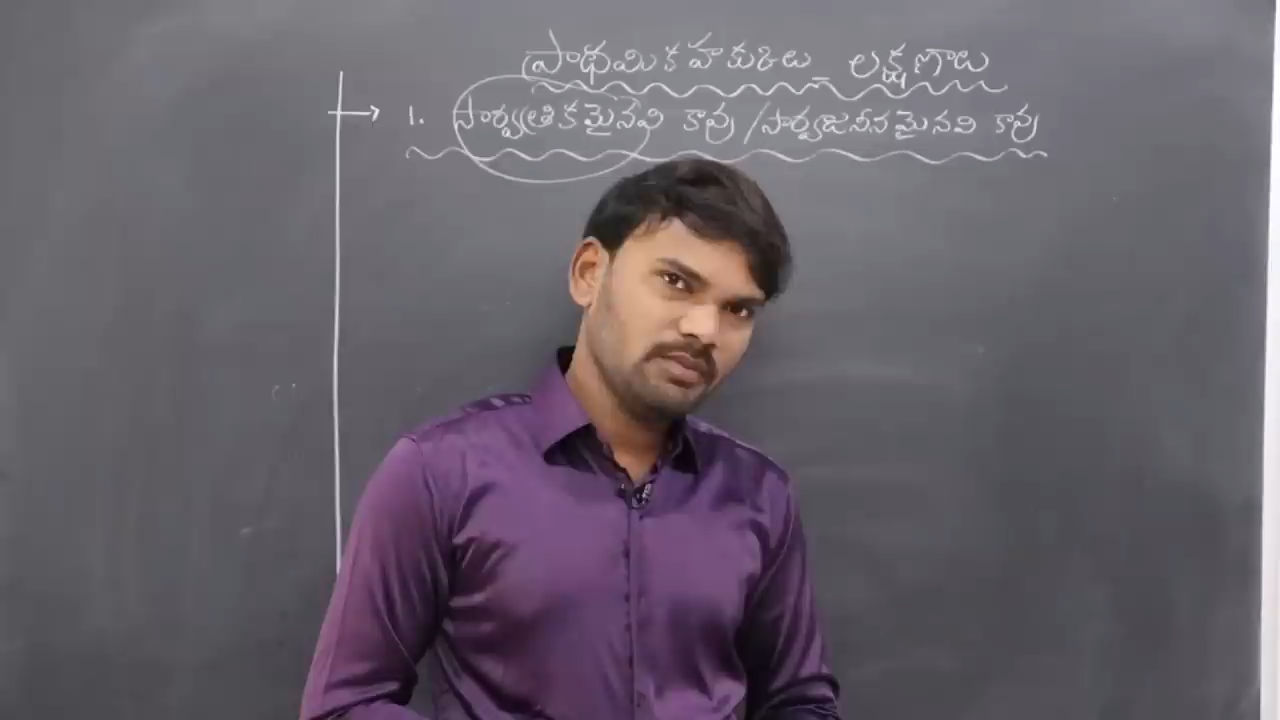 ప్రాథమిక హక్కులు - లక్షణాలు
1. సార్వత్రికమైనవి కావు / సార్వజనీనమైనవి కావు